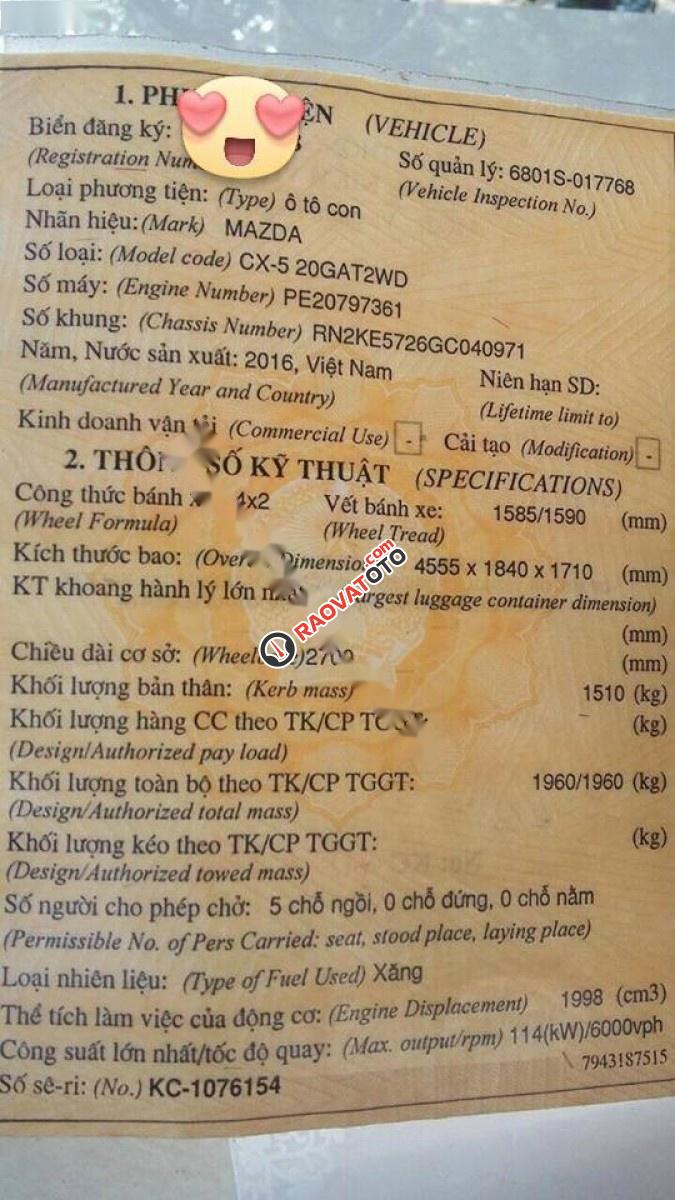 1. (VEHICLE)
Biển đăng ký:
(Registration Số quản lý: 6801S-017768
(Vehicle Inspection No.)
Loại phương tiện: (Type) ô tô con
Nhãn hiệu: (Mark) MAZDA
Số loại: (Model code) CX-5 20GAT2WD
Số máy: (Engine Number) PE20797361
Số khung: (Chassis Number) RN2KE5726GC040971
Năm, Nước sản xuất: 2016, Việt Nam Niên hạn SD:
(Manufactured Year and Country) (Lifetime limit to)
Kinh doanh vận tải (Commercial Use) - Cải tạo (Modification) -
2. SỐ KỸ THUẬT (SPECIFICATIONS)
Công thức bánh 4x2 Vết bánh xe: 1585/1590 (mm)
(Wheel Formula) (Wheel Tread)
Kích thước bao: 4555 x 1840 x 1710 (mm)
KT khoang hành lý lớn luggage container dimension)
(mm)
Chiều dài cơ sở: (mm)
Khối lượng bản thân: (Kerb mass) 1510 (kg)
Khối lượng hàng CC theo TK/CP (kg)
(Design/Authorized pay load)
Khối lượng toàn bộ theo TK/CP TGGT: 1960/1960 (kg)
(Design/Authorized total mass)
Khối lượng kéo theo TK/CP TGGT: (kg)
(Design/Authorized towed mass)
Số người cho phép chở: 5 chỗ ngồi, 0 chỗ đứng, 0 chỗ nằm
(Permissible No. of Pers Carried: seat, stood place, laying place)
Loại nhiên liệu: (Type of Fuel Used) Xăng
Thể tích làm việc của động cơ: (Engine Displacement) 1998 (cm3)
Công suất lớn nhất/tốc độ quay: (Max. output/rpm) 114(kW)/6000vph
7943187515
Số sê-ri: (No.) KC-1076154
RAOVATOTO.com